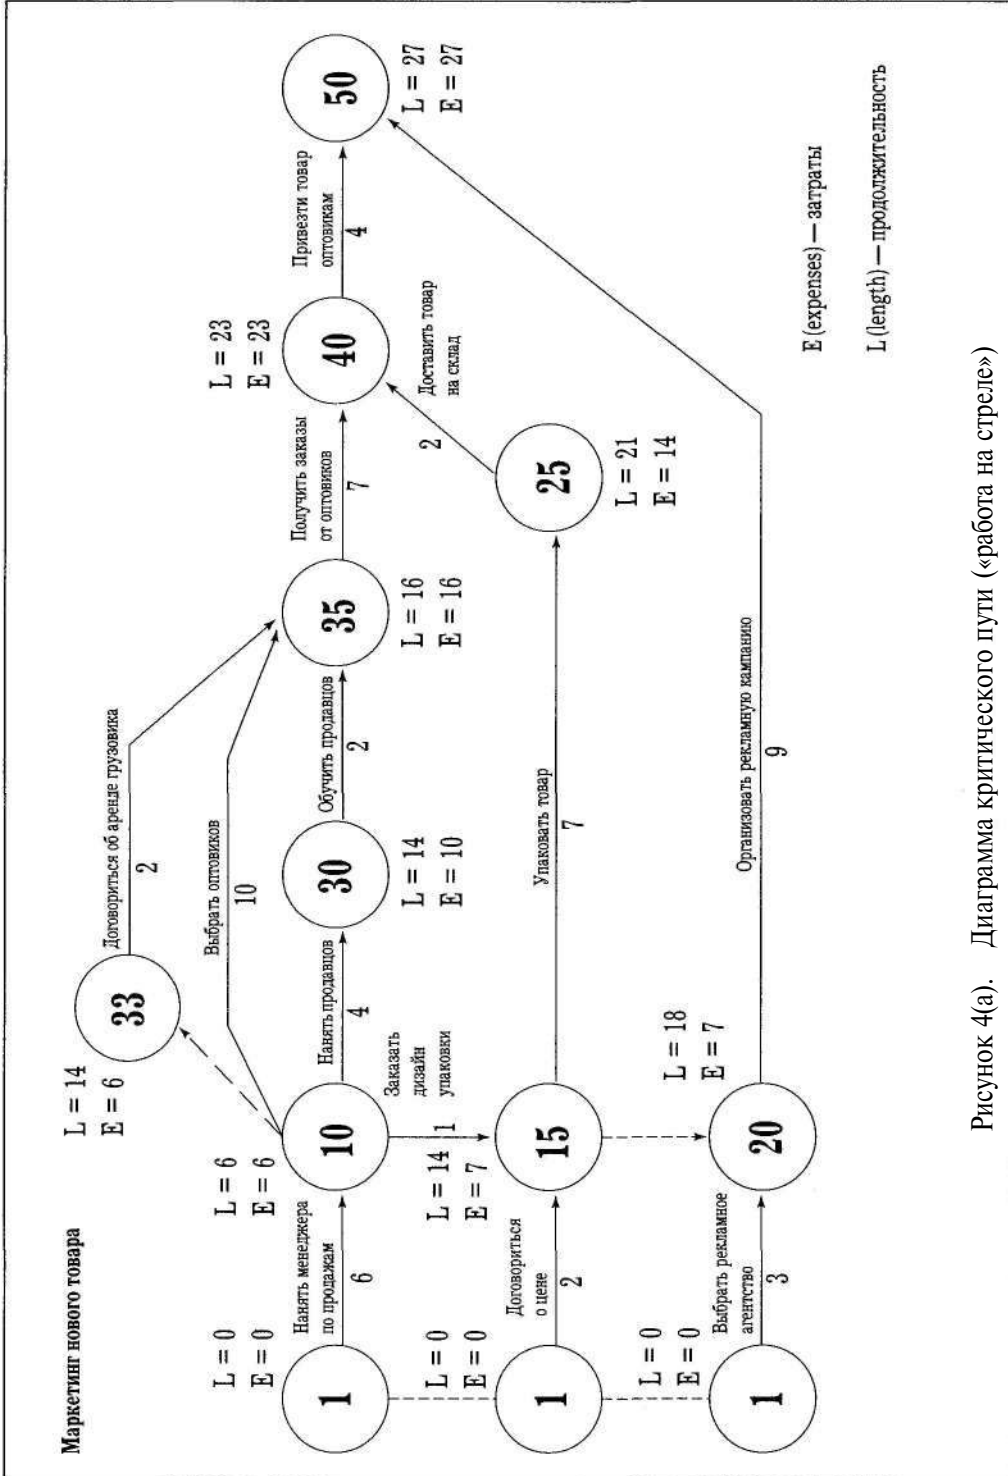 Маркетинг нового товара
L = 14
E = 6
33
Договориться об аренде грузовика
2
Выбрать оптовиков
10
L = 0
E = 0
1
Нанять менеджера
по продажам
6
L = 6
E = 6
10
Нанять продавцов
4
30
L = 14
E = 10
Обучить продавцов
2
35
L = 16
E = 16
Получить заказы
от оптовиков
7
L = 23
E = 23
40
Привезти товар
оптовикам
4
50
L = 27
E = 27
Заказать
дизайн
упаковки
1
L = 0
E = 0
1
Договориться
о цене
2
L = 14
E = 7
15
Упаковать товар
7
25
L = 21
E = 14
Доставить товар
на склад
2
L = 0
E = 0
1
Выбрать рекламное
агентство
3
L = 18
E = 7
20
Организовать рекламную кампанию
9
E (expenses) — затраты
L (length) — продолжительность
Рисунок 4(а). Диаграмма критического пути («работа на стреле»)